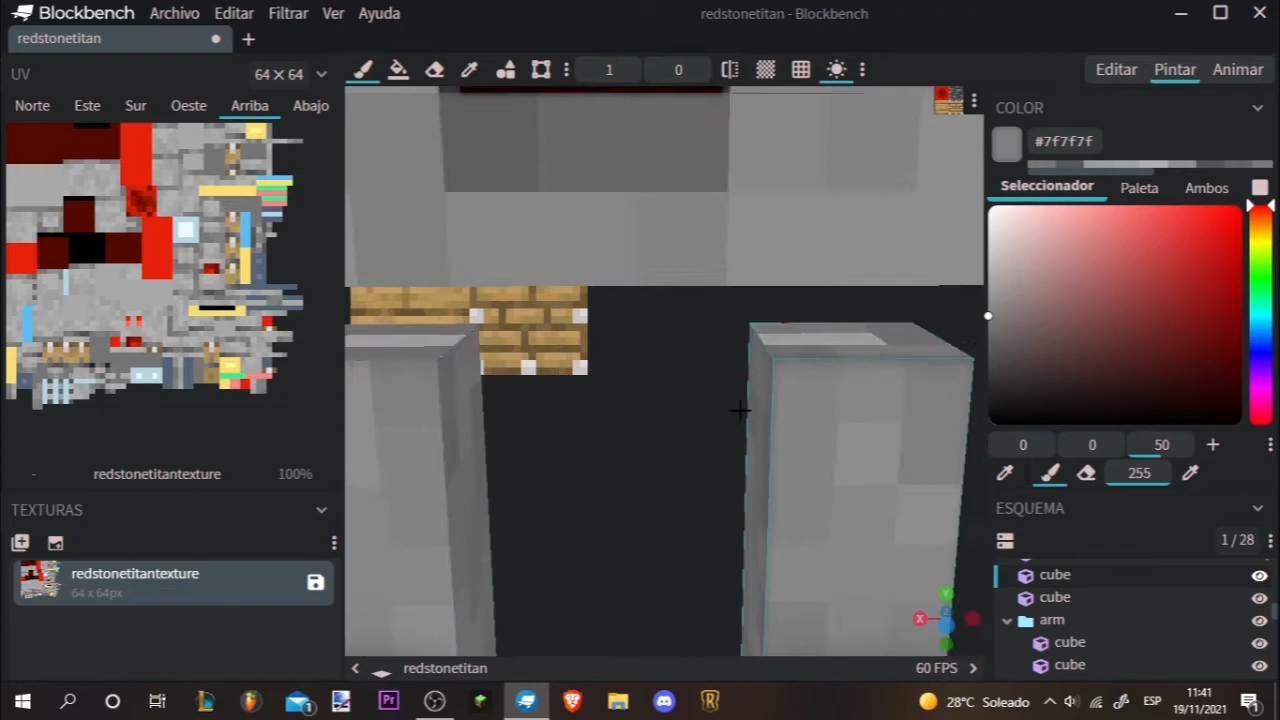 Blockbench Archivo Editar Filtrar Ver Ayuda redstonetitan - Blockbench
redstonetitan
UV 64 × 64 1 0 Editar Pintar Animar
Norte Este Sur Oeste Arriba Abajo
COLOR
#7f7f7f
Seleccionador Paleta Ambos
0 0 50
255
- redstonetitantexture 100%
TEXTURAS
ESQUEMA
1 / 28
redstonetitantexture
64 x 64px
cube
cube
arm
cube
cube
Y
X
Z
redstonetitan 60 FPS
Pr 1 R 28°C Soleado ESP 11:41
19/11/2021 1